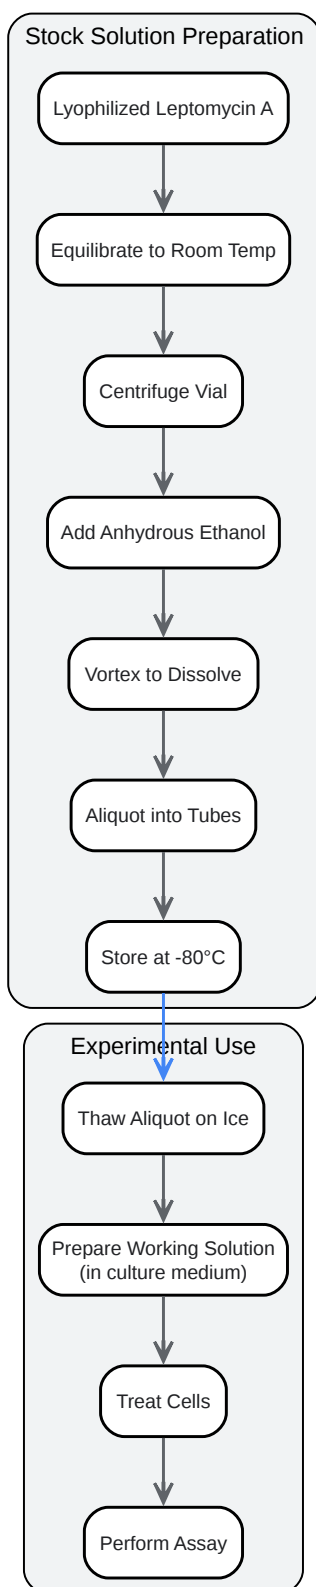 Stock Solution Preparation
Lyophilized Leptomycin A
Equilibrate to Room Temp
Centrifuge Vial
Add Anhydrous Ethanol
Vortex to Dissolve
Aliquot into Tubes
Store at -80°C
Experimental Use
Thaw Aliquot on Ice
Prepare Working Solution
(in culture medium)
Treat Cells
Perform Assay